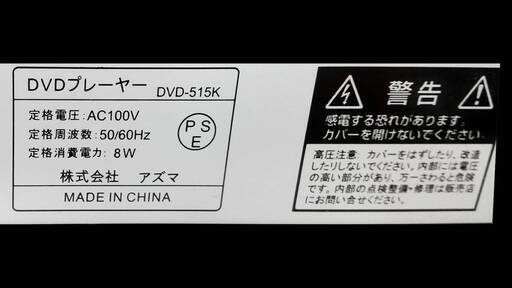 DVDプレーヤー DVD-515K
定格電圧：AC100V
定格周波数：50/60Hz
定格消費電力：8W
PS
E
株式会社 アズマ
MADE IN CHINA
警告
感電する恐れがあります。
カバーを開けないでください。
高圧注意：カバーをはずしたり、改造
したりしないでください。内部には電圧
の高い部分があり、万一さわると危険
です。内部の点検整備・修理は販売店
にお問い合せください。